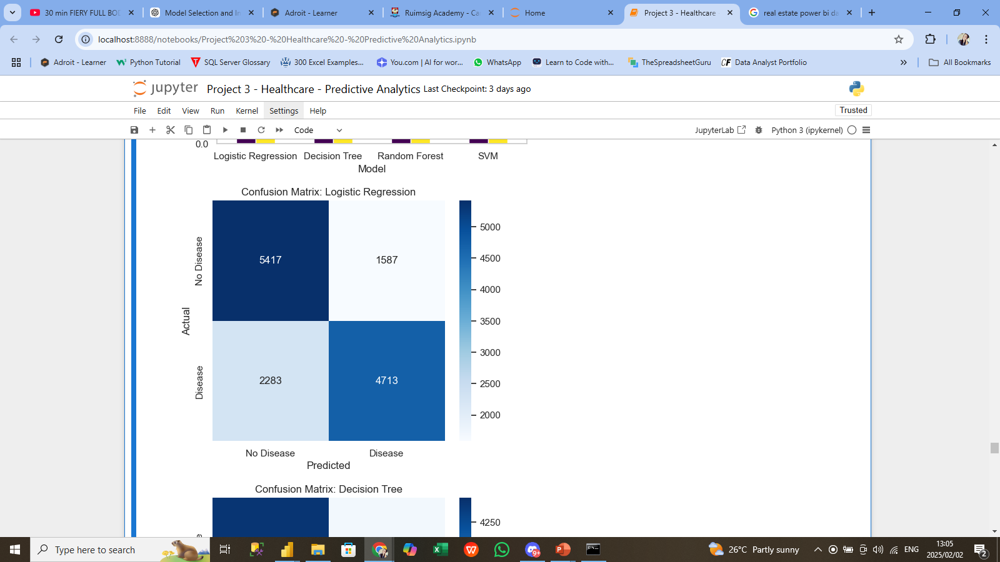 30 min FIERY FULL BO
Model Selection and In
Adroit - Learner
Ruimsig Academy - Ca
Home
Project 3 - Healthcare
real estate power bi da
localhost:8888/notebooks/Project%203%20-%20Healthcare%20-%20Predictive%20Analytics.ipynb
Adroit - Learner
Python Tutorial
SQL Server Glossary
300 Excel Examples...
You.com | AI for wor...
WhatsApp
Learn to Code with...
TheSpreadsheetGuru
CF Data Analyst Portfolio
All Bookmarks
jupyter Project 3 - Healthcare - Predictive Analytics Last Checkpoint: 3 days ago
File Edit View Run Kernel Settings Help
Trusted
Code
JupyterLab
Python 3 (ipykernel)
0.0
Logistic Regression Decision Tree Random Forest SVM
Model
Confusion Matrix: Logistic Regression
5000
4500
4000
3500
3000
2500
2000
No Disease
5417 1587
Actual
Disease
2283 4713
No Disease Disease
Predicted
Confusion Matrix: Decision Tree
4250
Type here to search
9+
26°C Partly sunny
ENG
13:05
2025/02/02
2